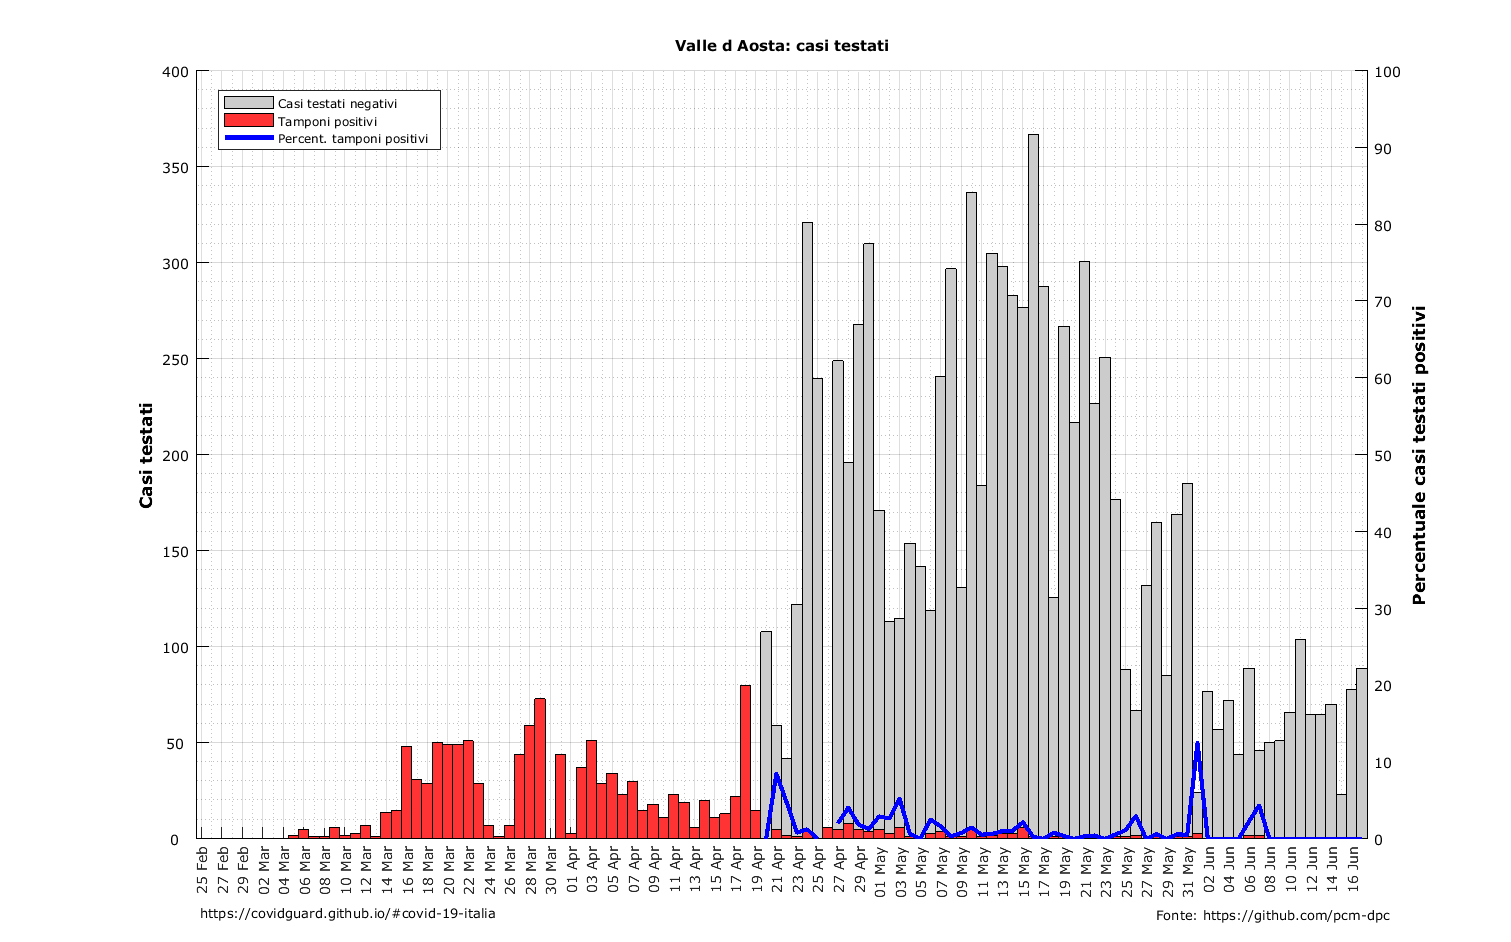 Valle d Aosta: casi testati
Casi testati negativi
Tamponi positivi
Percent. tamponi positivi
Casi testati
400
350
300
250
200
150
100
50
0
100
90
80
70
60
50
40
30
20
10
0
Percentuale casi testati positivi
25 Feb
27 Feb
29 Feb
02 Mar
04 Mar
06 Mar
08 Mar
10 Mar
12 Mar
14 Mar
16 Mar
18 Mar
20 Mar
22 Mar
24 Mar
26 Mar
28 Mar
30 Mar
01 Apr
03 Apr
05 Apr
07 Apr
09 Apr
11 Apr
13 Apr
15 Apr
17 Apr
19 Apr
21 Apr
23 Apr
25 Apr
27 Apr
29 Apr
01 May
03 May
05 May
07 May
09 May
11 May
13 May
15 May
17 May
19 May
21 May
23 May
25 May
27 May
29 May
31 May
02 Jun
04 Jun
06 Jun
08 Jun
10 Jun
12 Jun
14 Jun
16 Jun
https://covidguard.github.io/#covid-19-italia
Fonte: https://github.com/pcm-dpc